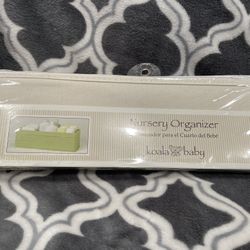 Nursery Organizer
Organizador para el Cuarto del Bebé
koala baby